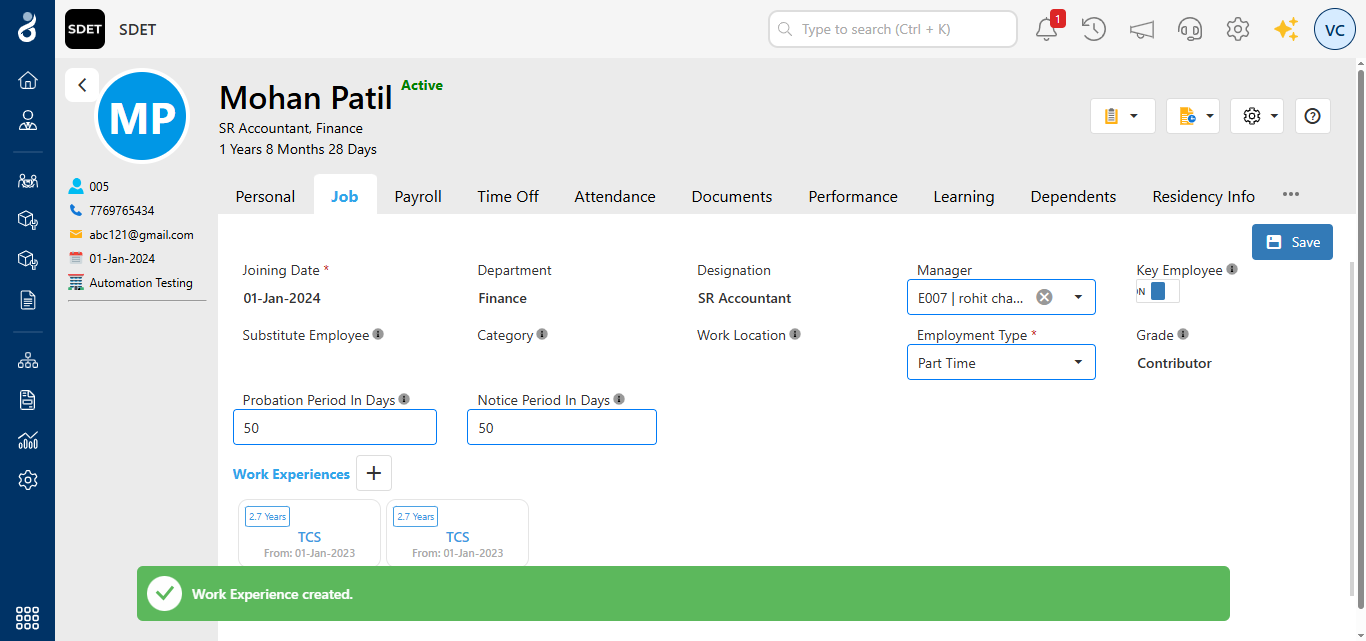 SDET
SDET
Type to search (Ctrl + K)
1
VC
MP
Mohan Patil
Active
SR Accountant, Finance
1 Years 8 Months 28 Days
005
7769765434
abc121@gmail.com
01-Jan-2024
Automation Testing
Personal
Job
Payroll
Time Off
Attendance
Documents
Performance
Learning
Dependents
Residency Info
Save
Joining Date *
Department
Designation
Manager
Key Employee
01-Jan-2024
Finance
SR Accountant
E007 | rohit cha...
ON
Substitute Employee
Category
Work Location
Employment Type *
Grade
Part Time
Contributor
Probation Period In Days
Notice Period In Days
50
50
Work Experiences
2.7 Years
TCS
From: 01-Jan-2023
2.7 Years
TCS
From: 01-Jan-2023
Work Experience created.